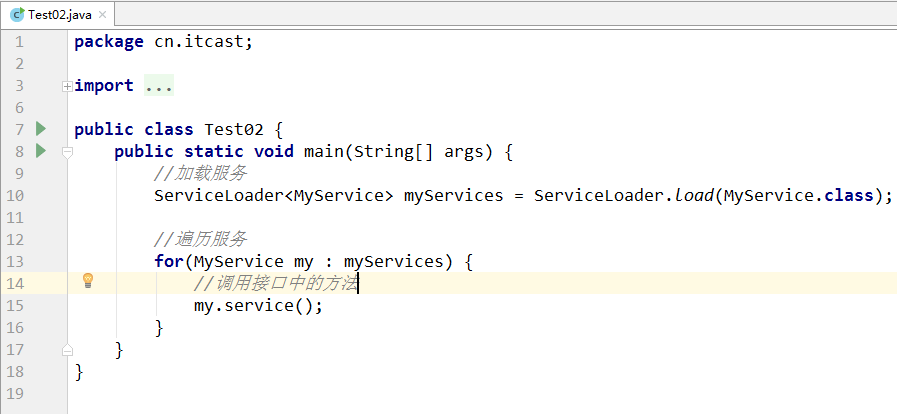 Test02.java
1 package cn.itcast;
2
3 import ...
6
7 public class Test02 {
8 public static void main(String[] args) {
9 //加载服务
10 ServiceLoader<MyService> myServices = ServiceLoader.load(MyService.class);
11
12 //遍历服务
13 for(MyService my : myServices) {
14 //调用接口中的方法
15 my.service();
16 }
17 }
18 }
19